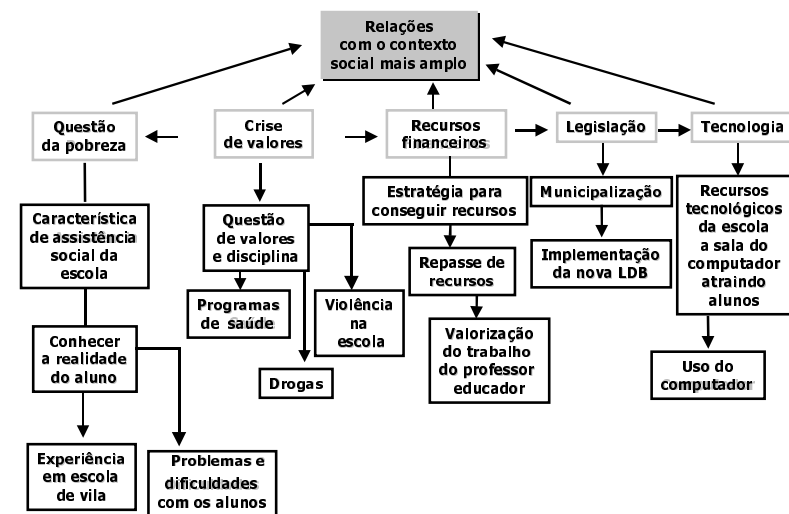 Relações
com o contexto
social mais amplo
Questão
da pobreza
Crise
de valores
Recursos
financeiros
Legislação
Tecnologia
Característica
de assistência
social da
escola
Questão
de valores
e disciplina
Estratégia para
conseguir recursos
Municipalização
Recursos
tecnológicos
da escola
a sala do
computador
atraindo
alunos
Repasse de
recursos
Implementação
da nova LDB
Programas
de saúde
Violência
na
escola
Conhecer
a realidade
do aluno
Valorização
do trabalho
do professor
educador
Drogas
Uso do
computador
Experiência
em escola
de vila
Problemas e
dificuldades
com os alunos